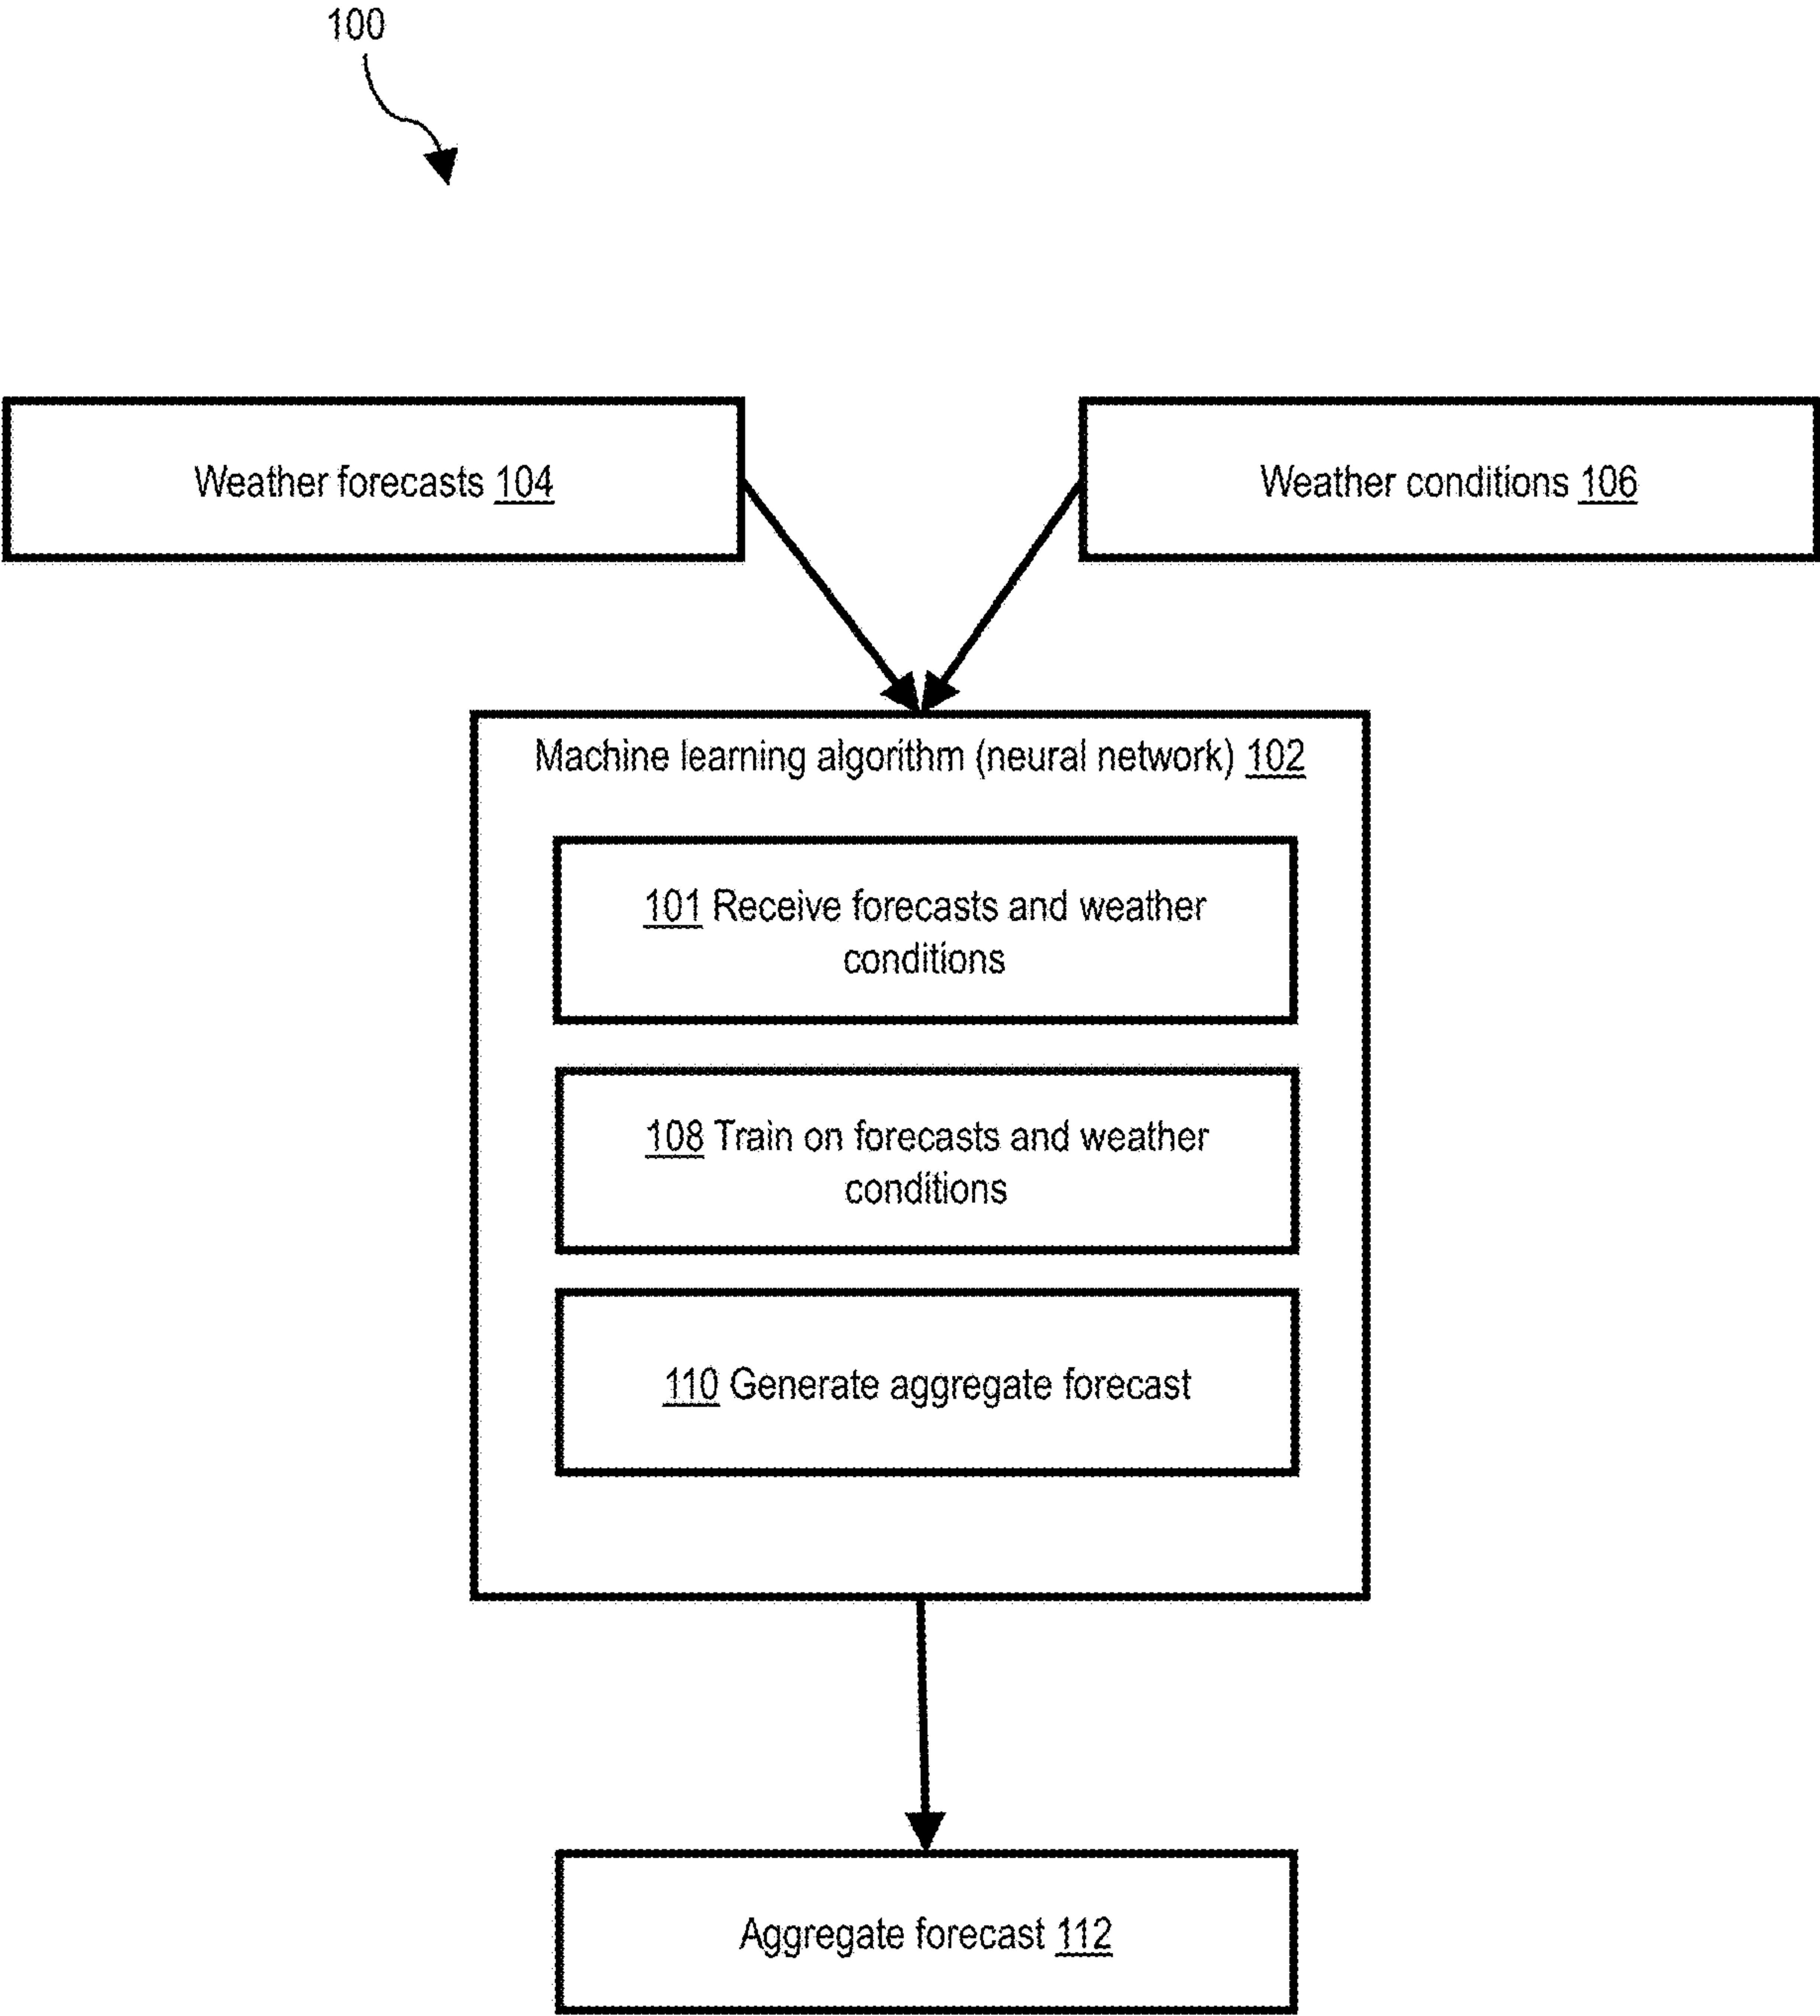 100
Weather forecasts 104
Weather conditions 106
Machine learning algorithm (neural network) 102
101 Receive forecasts and weather
conditions
108 Train on forecasts and weather
conditions
110 Generate aggregate forecast
Aggregate forecast 112